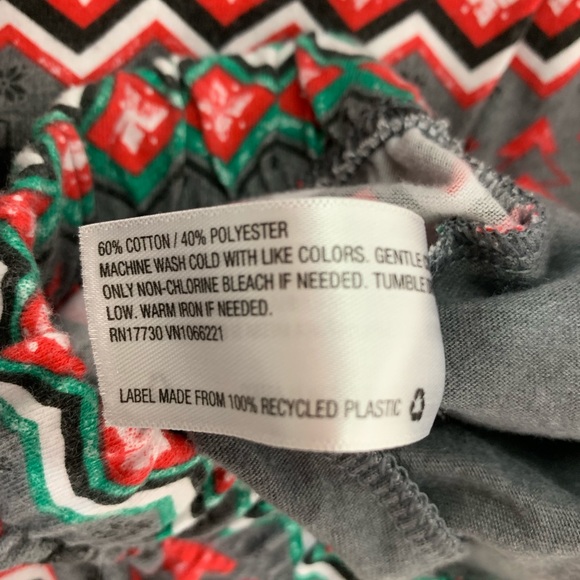 60% COTTON / 40% POLYESTER
MACHINE WASH COLD WITH LIKE COLORS. GENTLE
ONLY NON-CHLORINE BLEACH IF NEEDED. TUMBLE
LOW. WARM IRON IF NEEDED.
RN17730 VN1066221
LABEL MADE FROM 100% RECYCLED PLASTIC